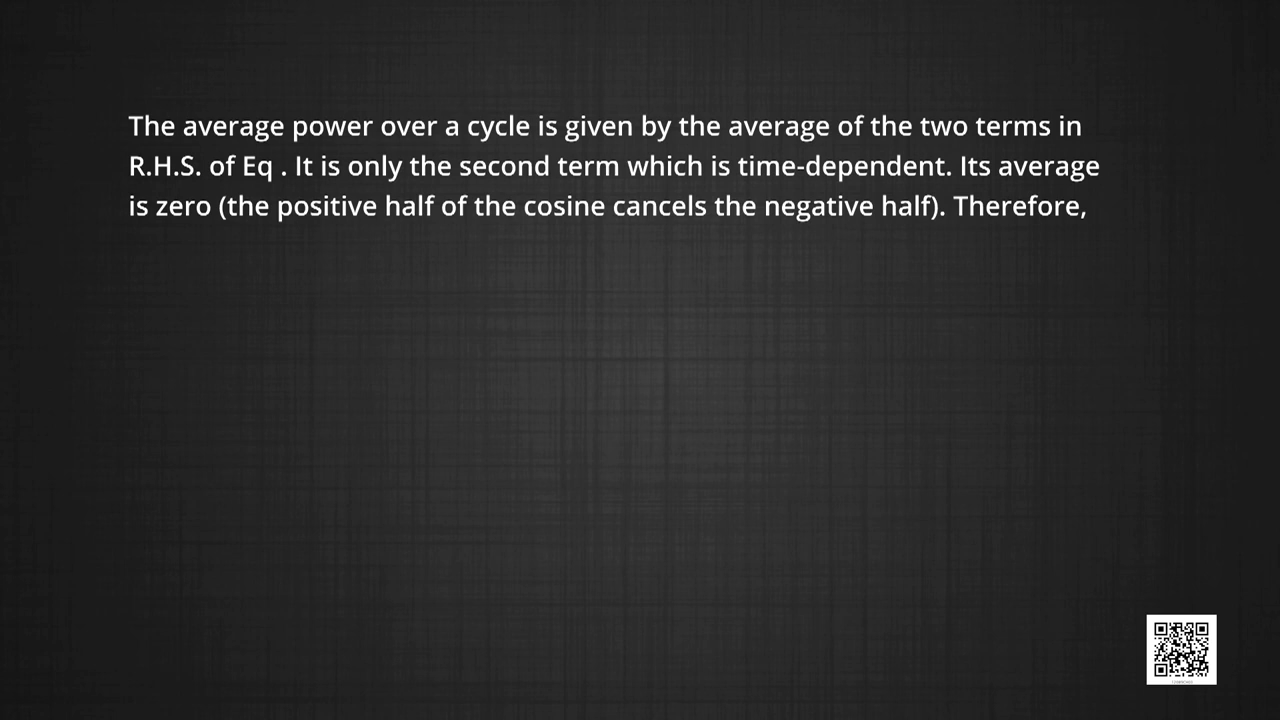 The average power over a cycle is given by the average of the two terms in
R.H.S. of Eq . It is only the second term which is time-dependent. Its average
is zero (the positive half of the cosine cancels the negative half). Therefore,